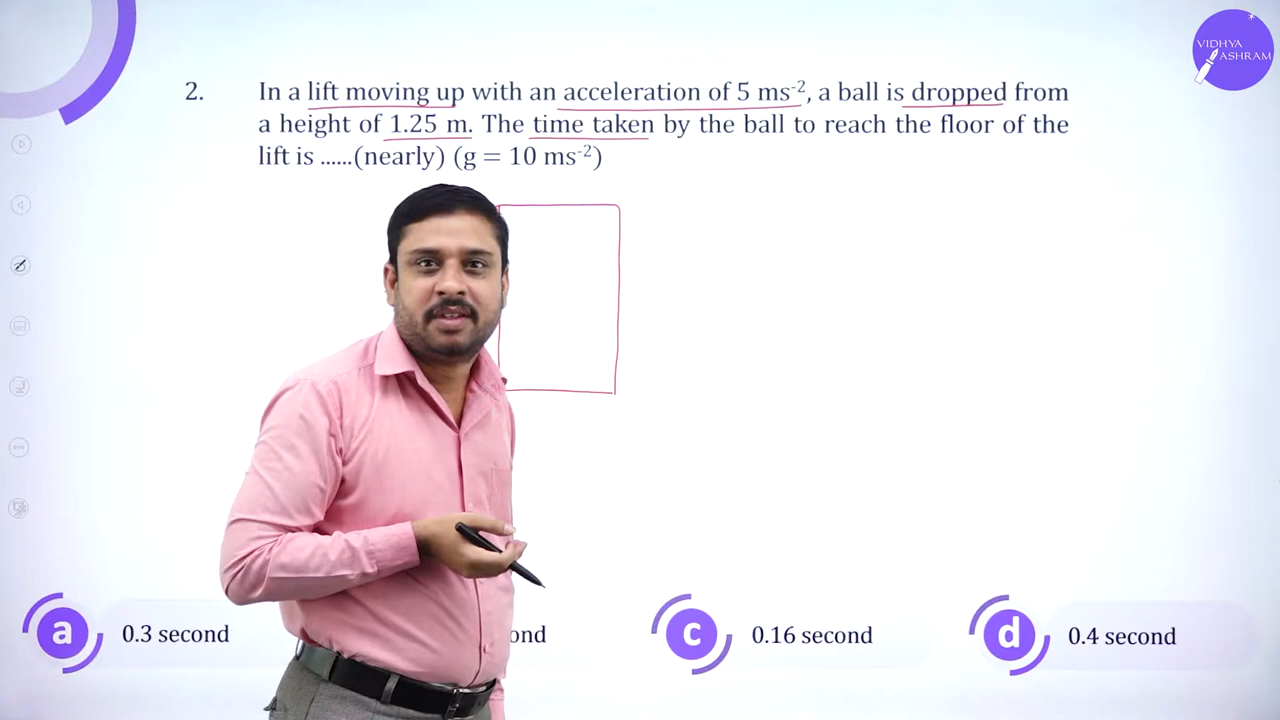 VIDHYA
ASHRAM
2. In a lift moving up with an acceleration of 5 ms⁻², a ball is dropped from
a height of 1.25 m. The time taken by the ball to reach the floor of the
lift is ......(nearly) (g = 10 ms⁻²)
a 0.3 second
ond
c 0.16 second
d 0.4 second